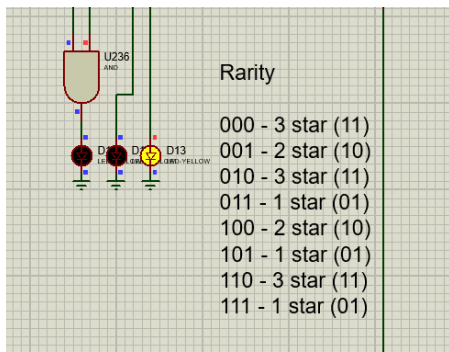 U236
AND
D13
Rarity
000 - 3 star (11)
001 - 2 star (10)
010 - 3 star (11)
011 - 1 star (01)
100 - 2 star (10)
101 - 1 star (01)
110 - 3 star (11)
111 - 1 star (01)